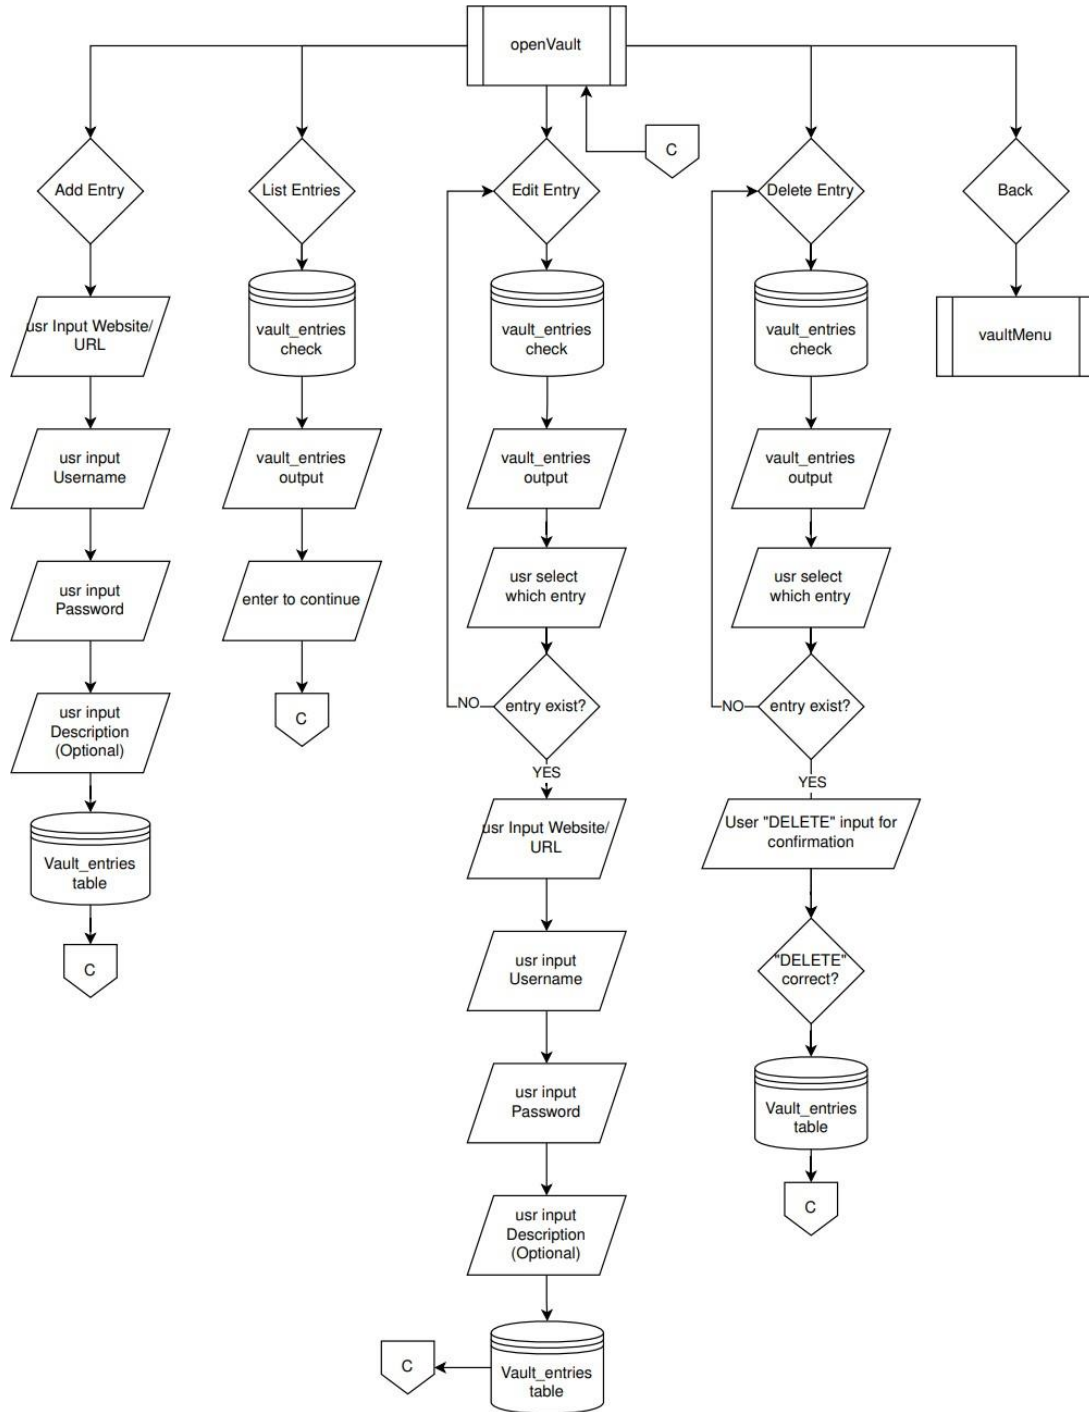 openVault
C
Add Entry
List Entries
Edit Entry
Delete Entry
Back
usr Input Website/
URL
vault_entries
check
vault_entries
check
vault_entries
check
vaultMenu
usr input
Username
vault_entries
output
vault_entries
output
vault_entries
output
usr input
Password
enter to continue
usr select
which entry
usr select
which entry
usr input
Description
(Optional)
C
NO
entry exist?
NO
entry exist?
YES
YES
Vault_entries
table
usr Input Website/
URL
User "DELETE" input for
confirmation
C
usr input
Username
"DELETE"
correct?
usr input
Password
Vault_entries
table
usr input
Description
(Optional)
C
C
Vault_entries
table